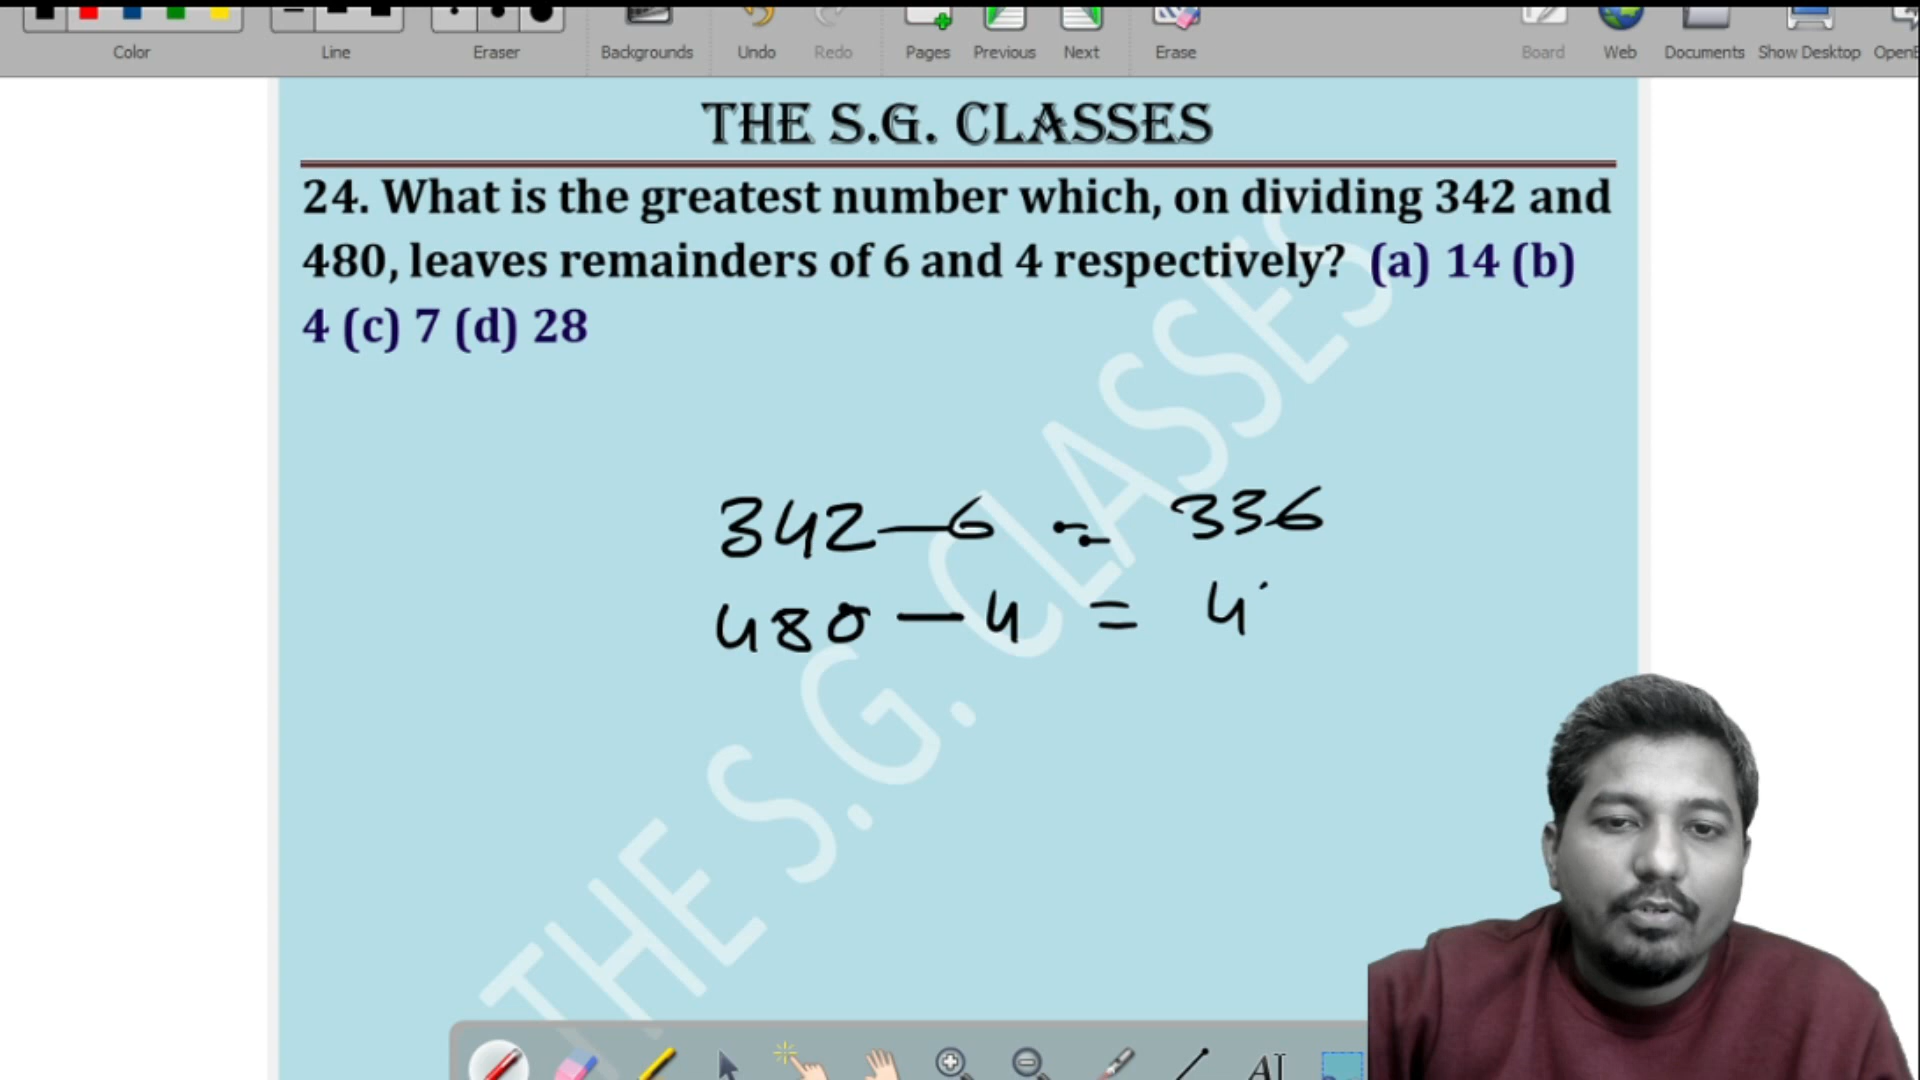 Color Line Eraser Backgrounds Undo Redo Pages Previous Next Erase Board Web Documents Show Desktop
THE S.G. CLASSES
24. What is the greatest number which, on dividing 342 and
480, leaves remainders of 6 and 4 respectively? (a) 14 (b)
4 (c) 7 (d) 28
342 — 6 = 336
480 — 4 = 4
THE S.G. CLASSES
AI